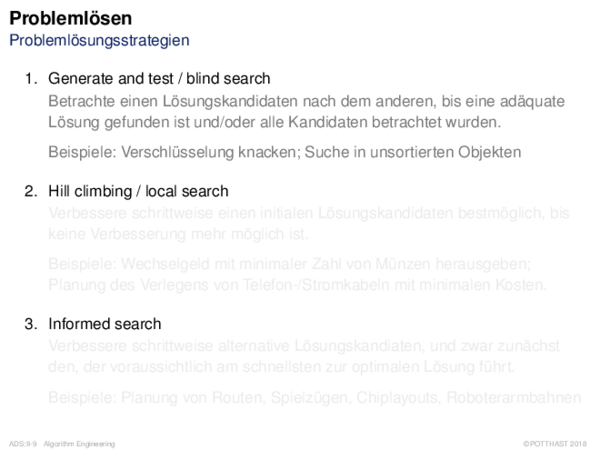 Problemlösen
Problemlösungsstrategien
1. Generate and test / blind search
Betrachte einen Lösungskandidaten nach dem anderen, bis eine adäquate
Lösung gefunden ist und/oder alle Kandidaten betrachtet wurden.
Beispiele: Verschlüsselung knacken; Suche in unsortierten Objekten
2. Hill climbing / local search
Verbessere schrittweise einen initialen Lösungskandidaten bestmöglich, bis
keine Verbesserung mehr möglich ist.
Beispiele: Wechselgeld mit minimaler Zahl von Münzen herausgeben;
Planung des Verlegens von Telefon-/Stromkabeln mit minimalen Kosten.
3. Informed search
Verbessere schrittweise alternative Lösungskandiaten, und zwar zunächst
den, der voraussichtlich am schnellsten zur optimalen Lösung führt.
Beispiele: Planung von Routen, Spielzügen, Chiplayouts, Roboterarmbahnen
ADS:II-9 Algorithm Engineering © POTTHAST 2018